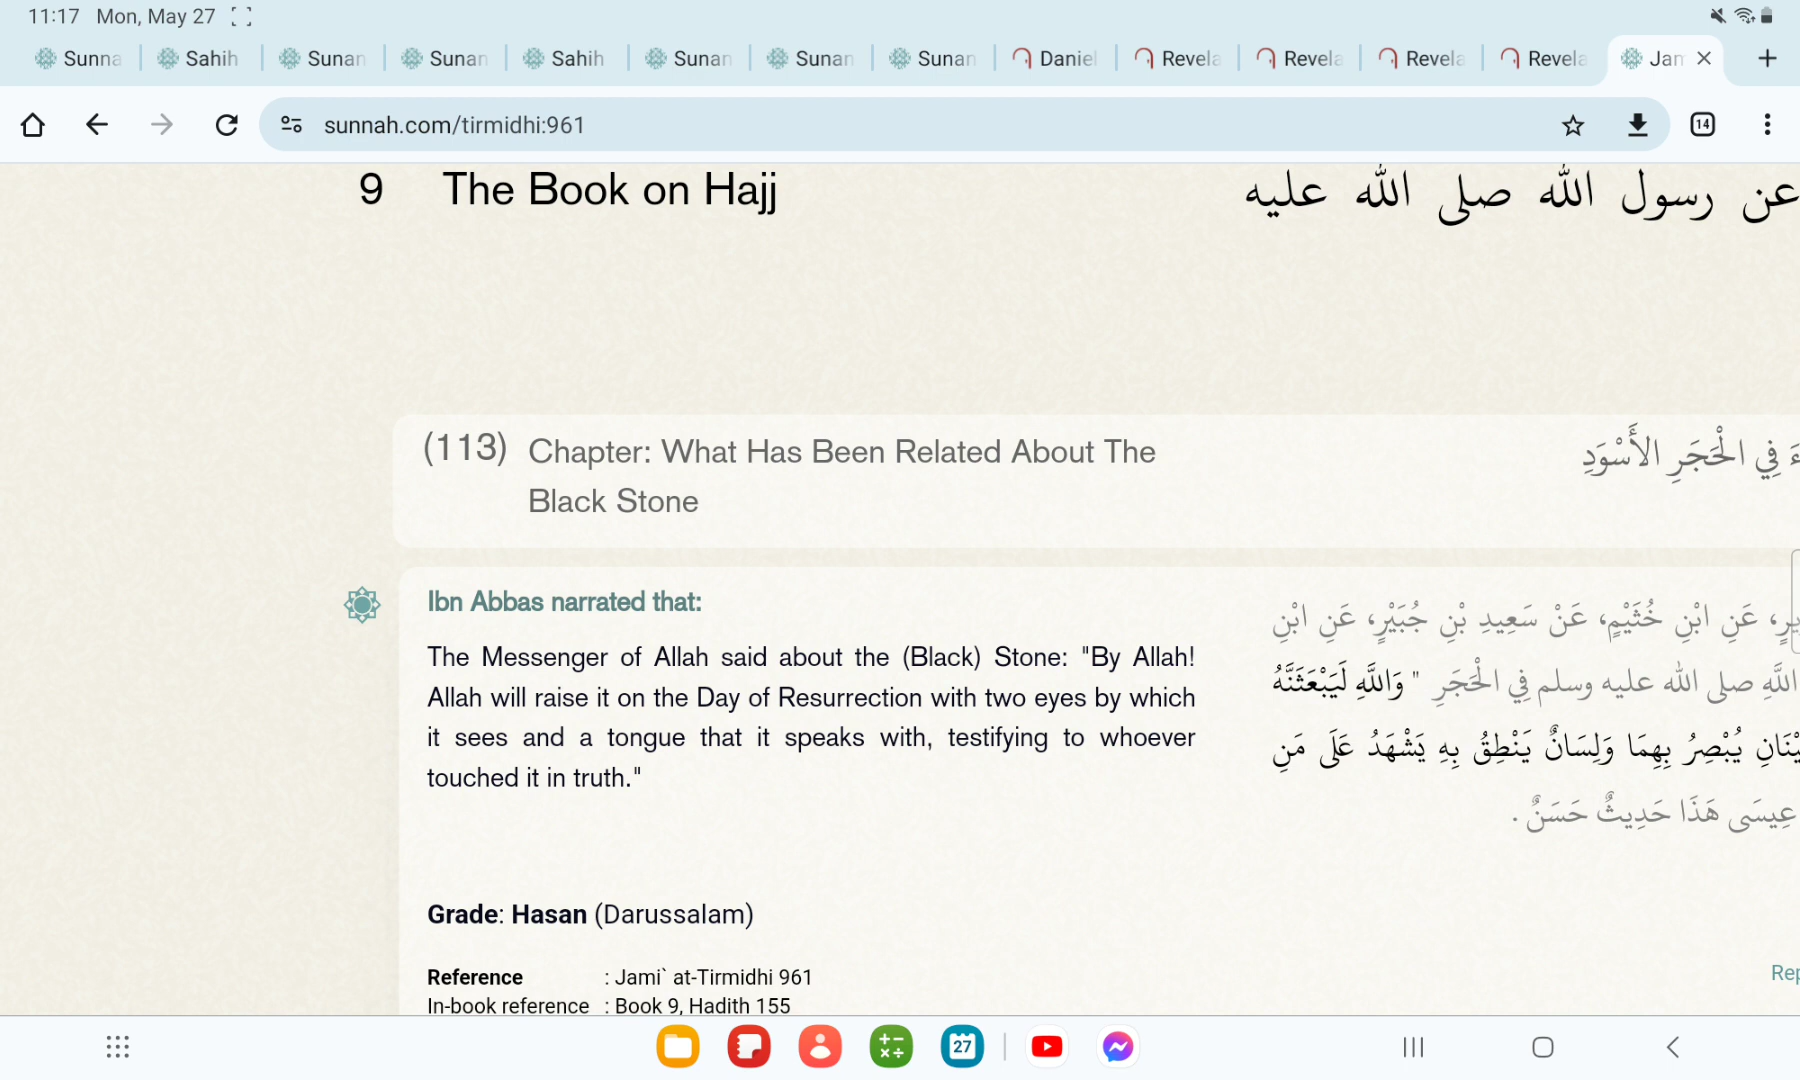 11:17 Mon, May 27
Sunna
Sahih
Sunan
Sunan
Sahih
Sunan
Sunan
Sunan
Daniel
Revela
Revela
Revela
Revela
Jam
sunnah.com/tirmidhi:961
14
9 The Book on Hajj
عن رسول الله صلى الله عليه
(113) Chapter: What Has Been Related About The
Black Stone
فِي الْحَجَرِ الأَسْوَدِ
Ibn Abbas narrated that:
The Messenger of Allah said about the (Black) Stone: "By Allah!
Allah will raise it on the Day of Resurrection with two eyes by which
it sees and a tongue that it speaks with, testifying to whoever
touched it in truth."
عَنِ ابْنِ خُثَيْمٍ، عَنْ سَعِيدِ بْنِ جُبَيْرٍ، عَنِ ابْنِ
اللَّهِ صلى الله عليه وسلم فِي الْحَجَرِ " وَاللَّهِ لَيَبْعَثَنَّهُ
يُبْصِرُ بِهِمَا وَلِسَانٌ يَنْطِقُ بِهِ يَشْهَدُ عَلَى مَنِ
عِيسَى هَذَا حَدِيثٌ حَسَنٌ .
Grade: Hasan (Darussalam)
Reference : Jami` at-Tirmidhi 961
In-book reference : Book 9, Hadith 155
Rep
27